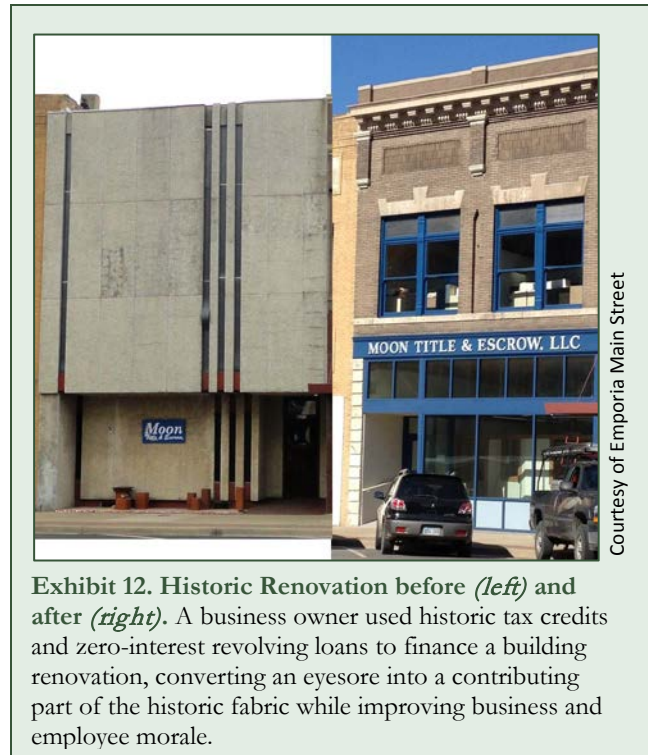 Moon
MOON TITLE & ESCROW, LLC
Courtesy of Emporia Main Street
Exhibit 12. Historic Renovation before (left) and
after (right). A business owner used historic tax credits
and zero-interest revolving loans to finance a building
renovation, converting an eyesore into a contributing
part of the historic fabric while improving business and
employee morale.